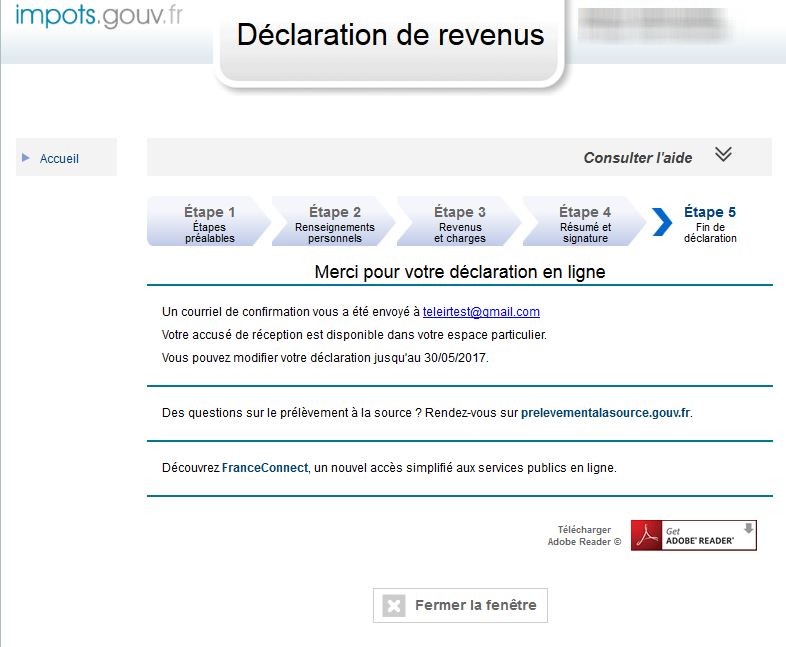 impots.gouv.fr
Déclaration de revenus
Accueil
Consulter l'aide
Étape 1
Étapes
préalables
Étape 2
Renseignements
personnels
Étape 3
Revenus
et charges
Étape 4
Résumé et
signature
Étape 5
Fin de
déclaration
Merci pour votre déclaration en ligne
Un courriel de confirmation vous a été envoyé à teleirtest@gmail.com
Votre accusé de réception est disponible dans votre espace particulier.
Vous pouvez modifier votre déclaration jusqu'au 30/05/2017.
Des questions sur le prélèvement à la source ? Rendez-vous sur prelevementalasource.gouv.fr.
Découvrez FranceConnect, un nouvel accès simplifié aux services publics en ligne.
Télécharger
Adobe Reader ©
Get
ADOBE® READER®
Fermer la fenêtre